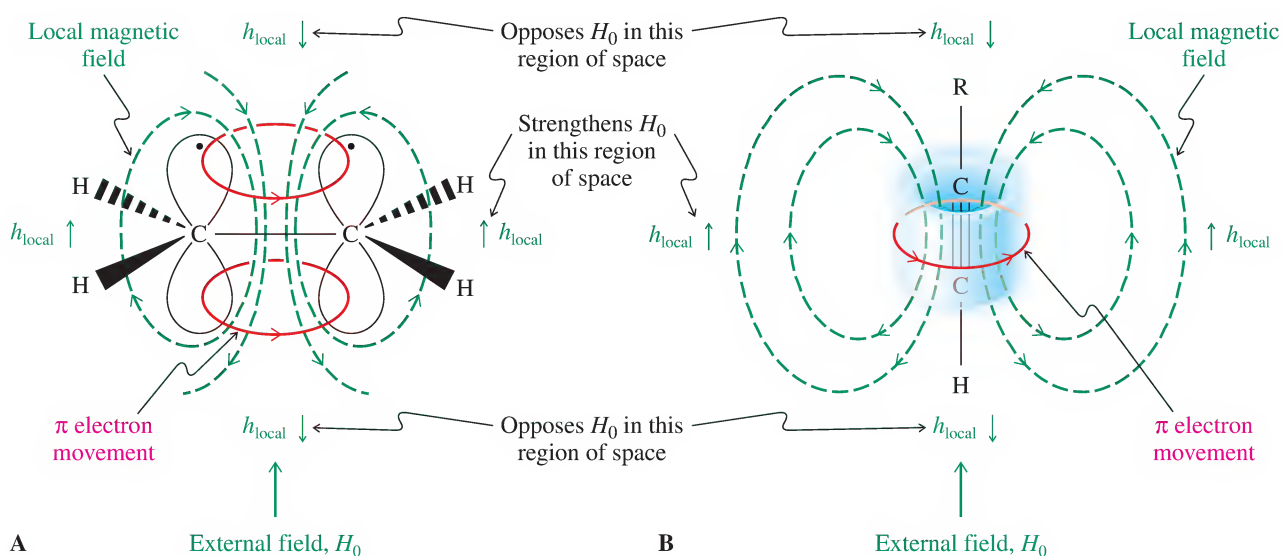 Local magnetic
field
h_local ↓
Opposes H₀ in this
region of space
h_local ↓
Local magnetic
field
R
Strengthens H₀
in this region
of space
H
H
C
h_local ↑
C
C
↑ h_local
h_local ↑
↑ h_local
H
H
C
H
π electron
movement
h_local ↓
Opposes H₀ in this
region of space
h_local ↓
π electron
movement
A
External field, H₀
B
External field, H₀